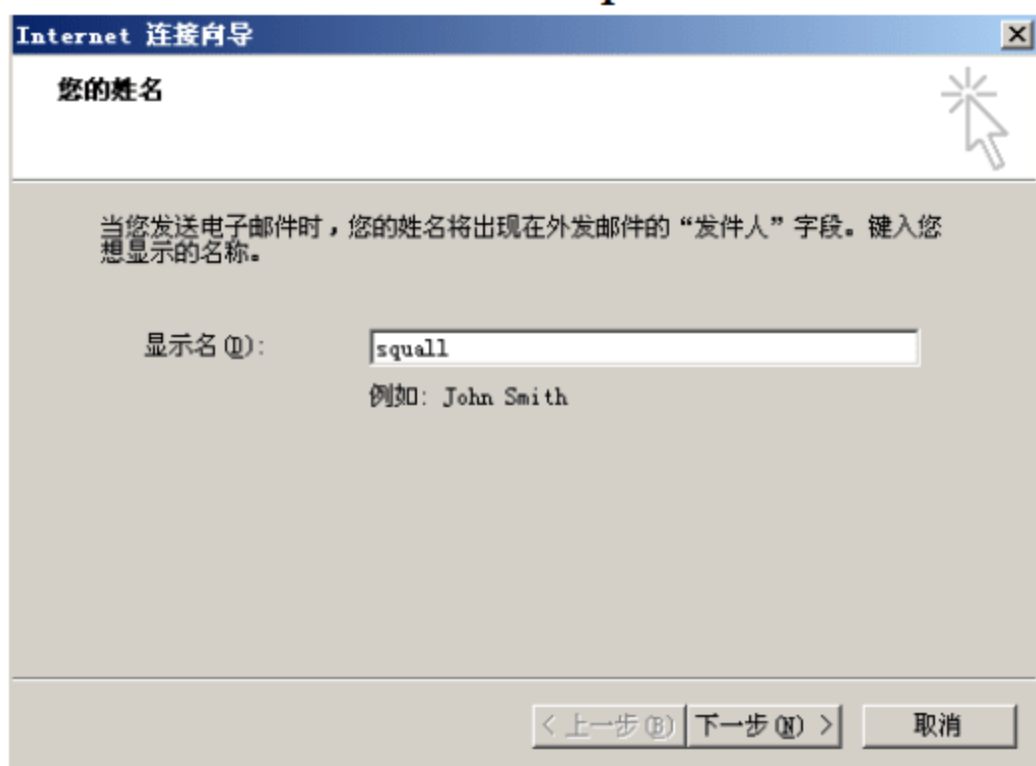 Internet 连接向导
您的姓名
当您发送电子邮件时，您的姓名将出现在外发邮件的“发件人”字段。键入您
想显示的名称。
显示名(D): squall
例如: John Smith
< 上一步(B) 下一步(N) > 取消